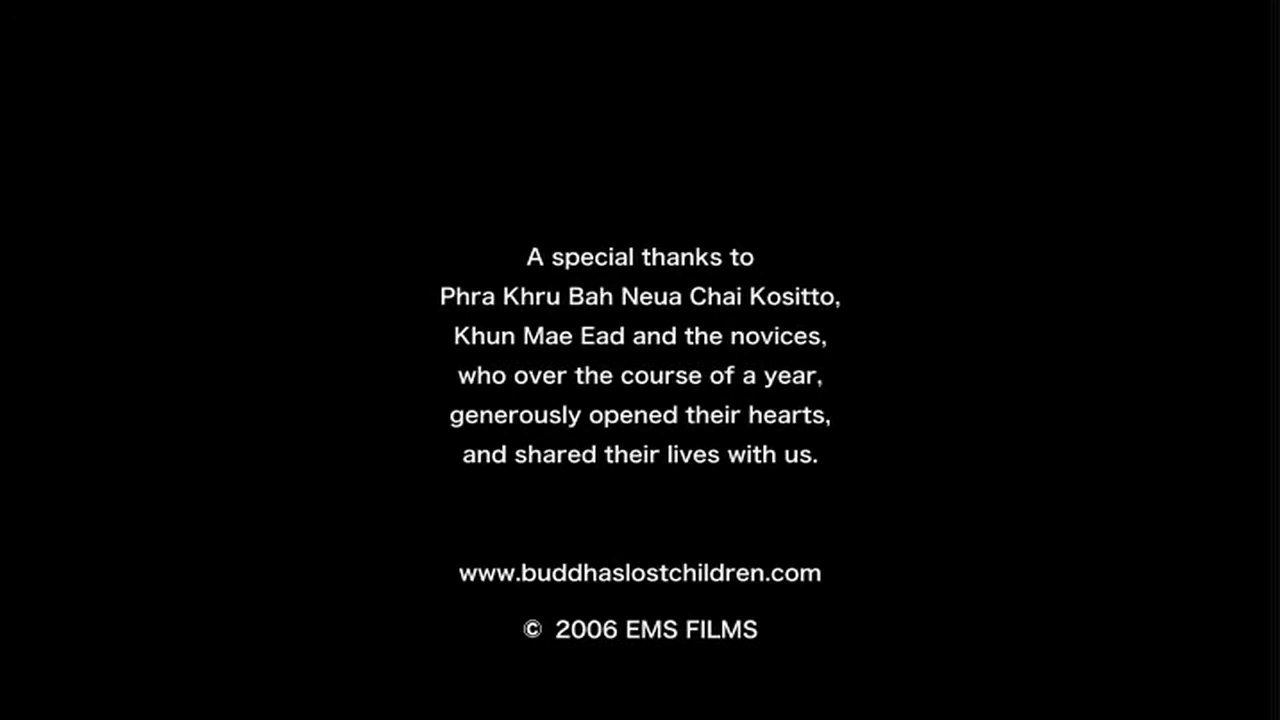 A special thanks to
Phra Khru Bah Neua Chai Kositto,
Khun Mae Ead and the novices,
who over the course of a year,
generously opened their hearts,
and shared their lives with us.
www.buddhaslostchildren.com
© 2006 EMS FILMS